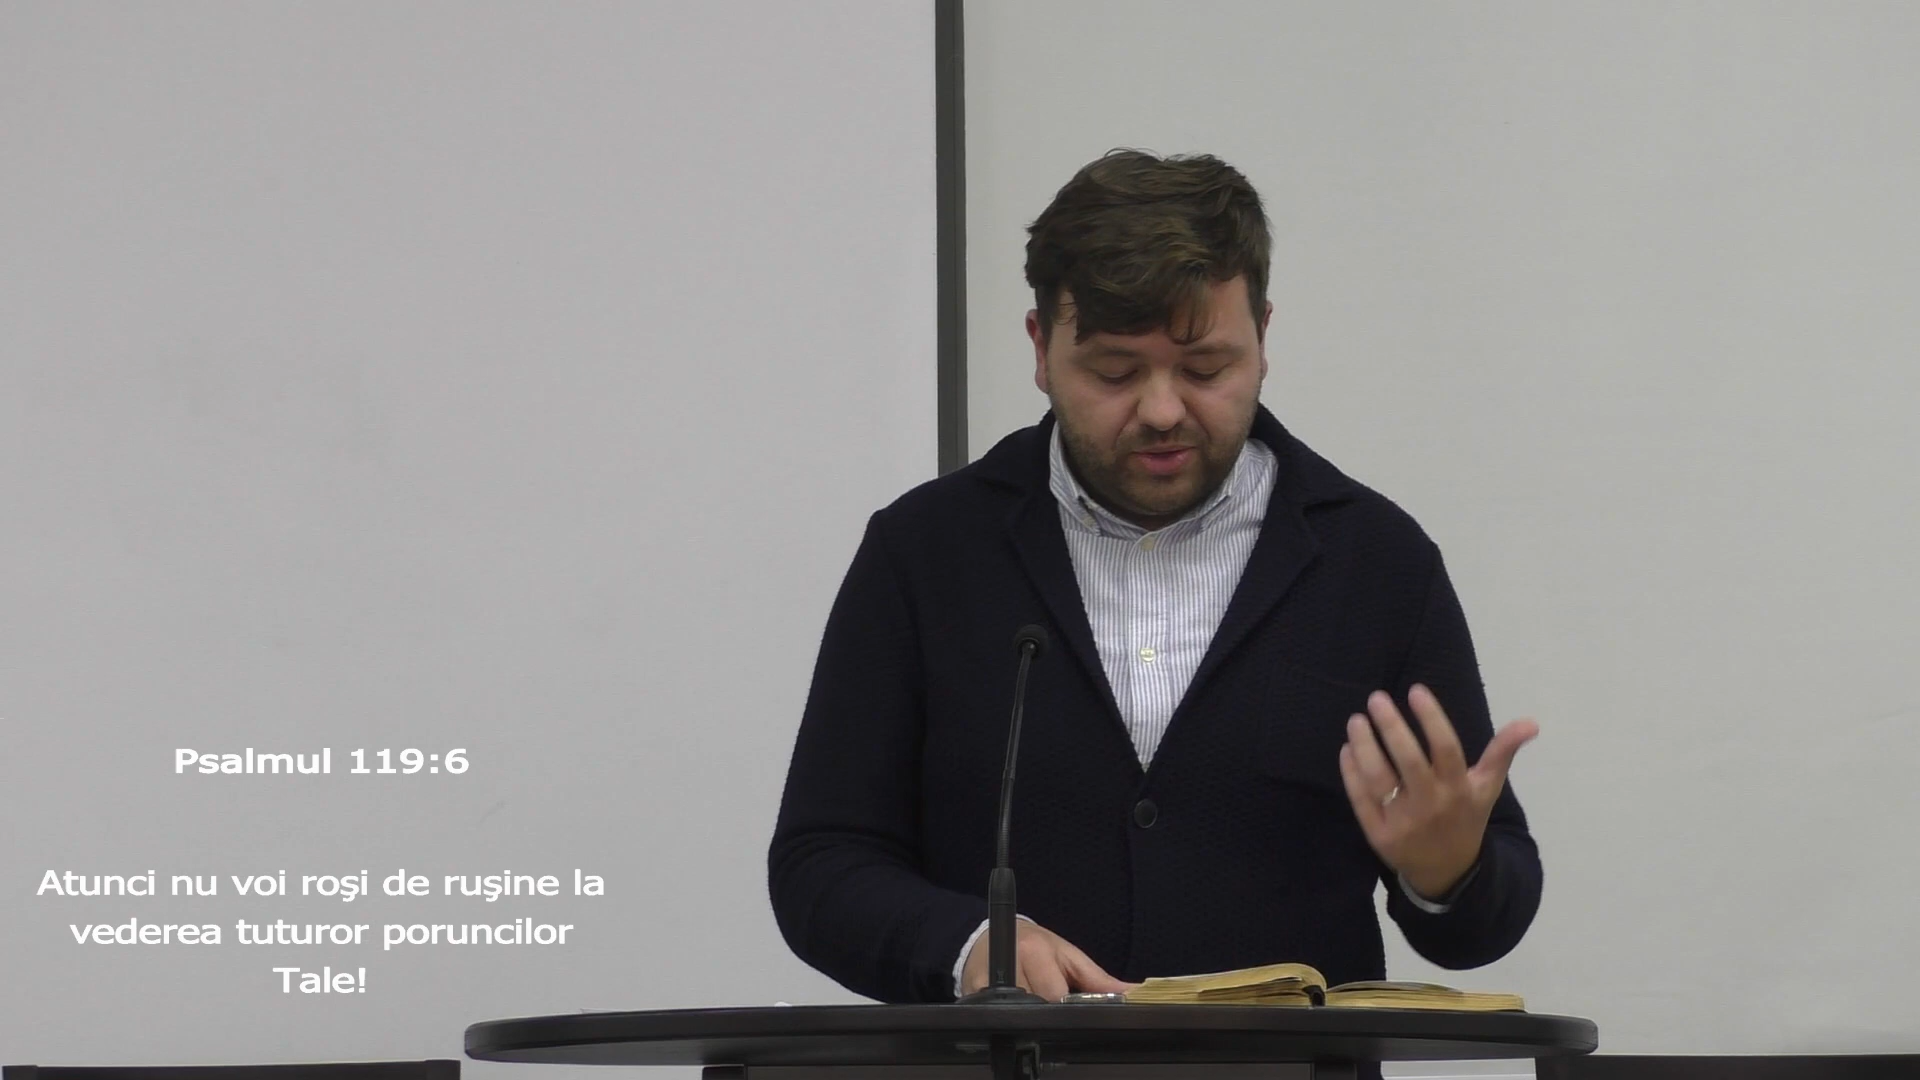 Psalmul 119:6
Atunci nu voi roşi de ruşine la
vederea tuturor poruncilor
Tale!